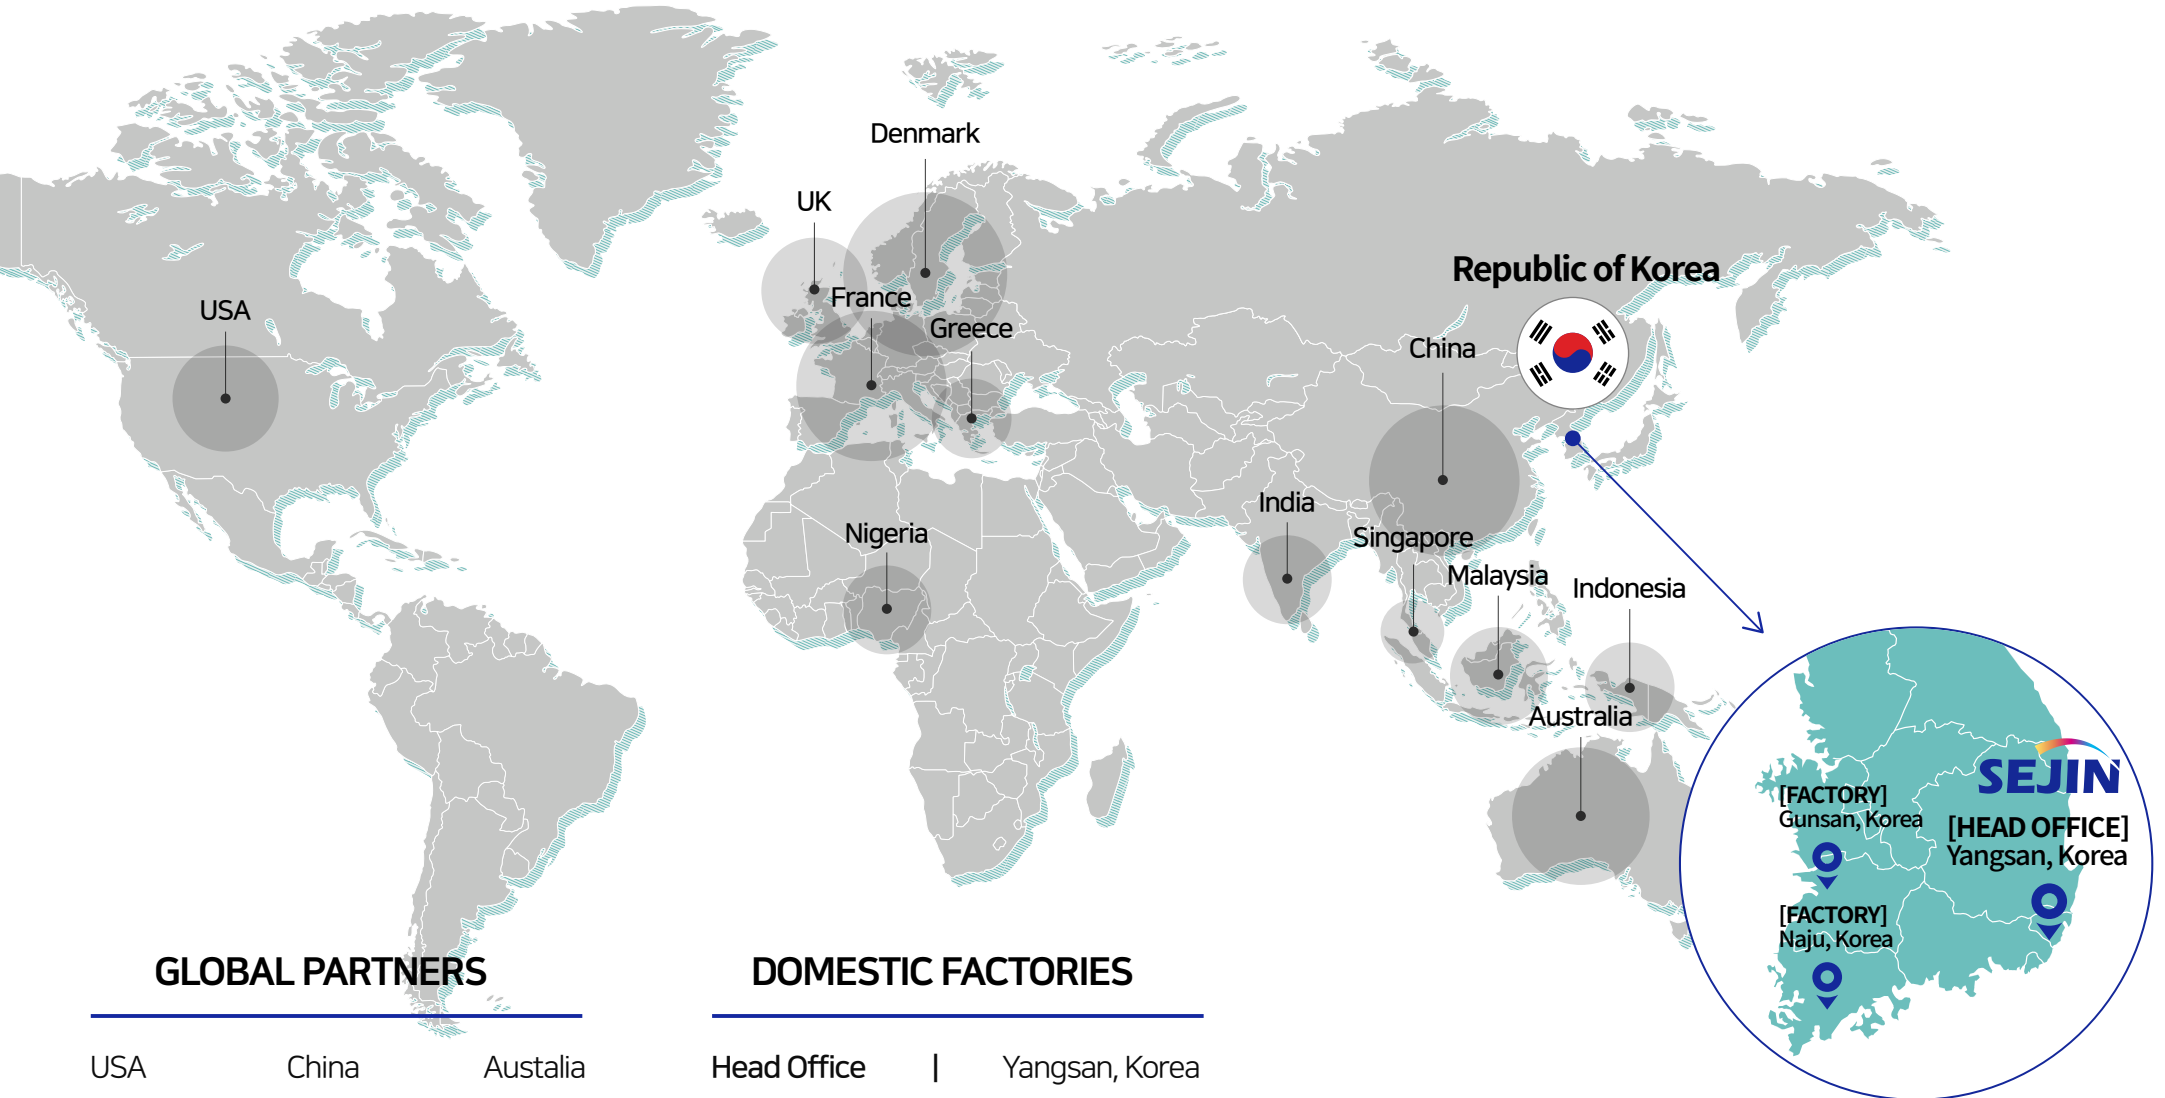 Denmark
UK
France
USA
Greece
Republic of Korea
China
India
Singapore
Nigeria
Malaysia
Indonesia
Australia
SEJIN
[FACTORY]
Gunsan, Korea
[HEAD OFFICE]
Yangsan, Korea
[FACTORY]
Naju, Korea
GLOBAL PARTNERS
USA China Austalia
DOMESTIC FACTORIES
Head Office | Yangsan, Korea